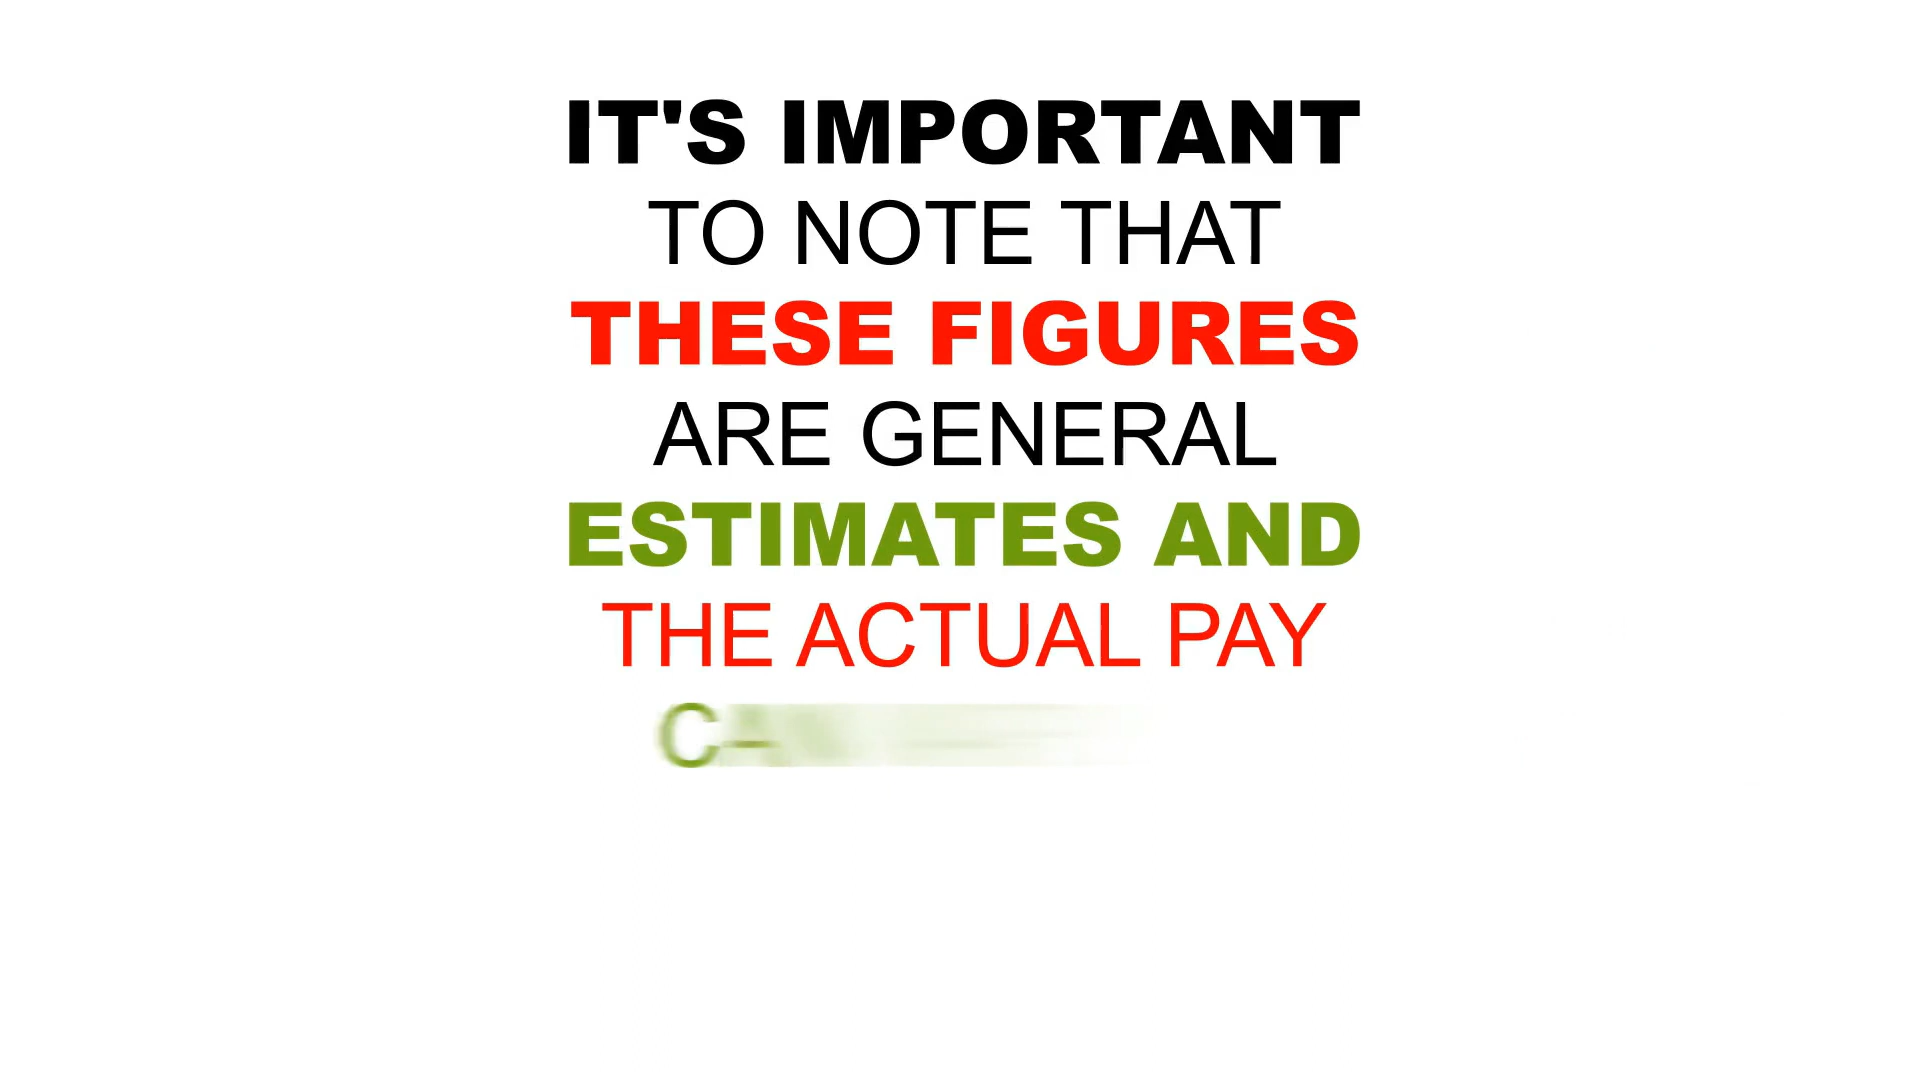 IT'S IMPORTANT
TO NOTE THAT
THESE FIGURES
ARE GENERAL
ESTIMATES AND
THE ACTUAL PAY